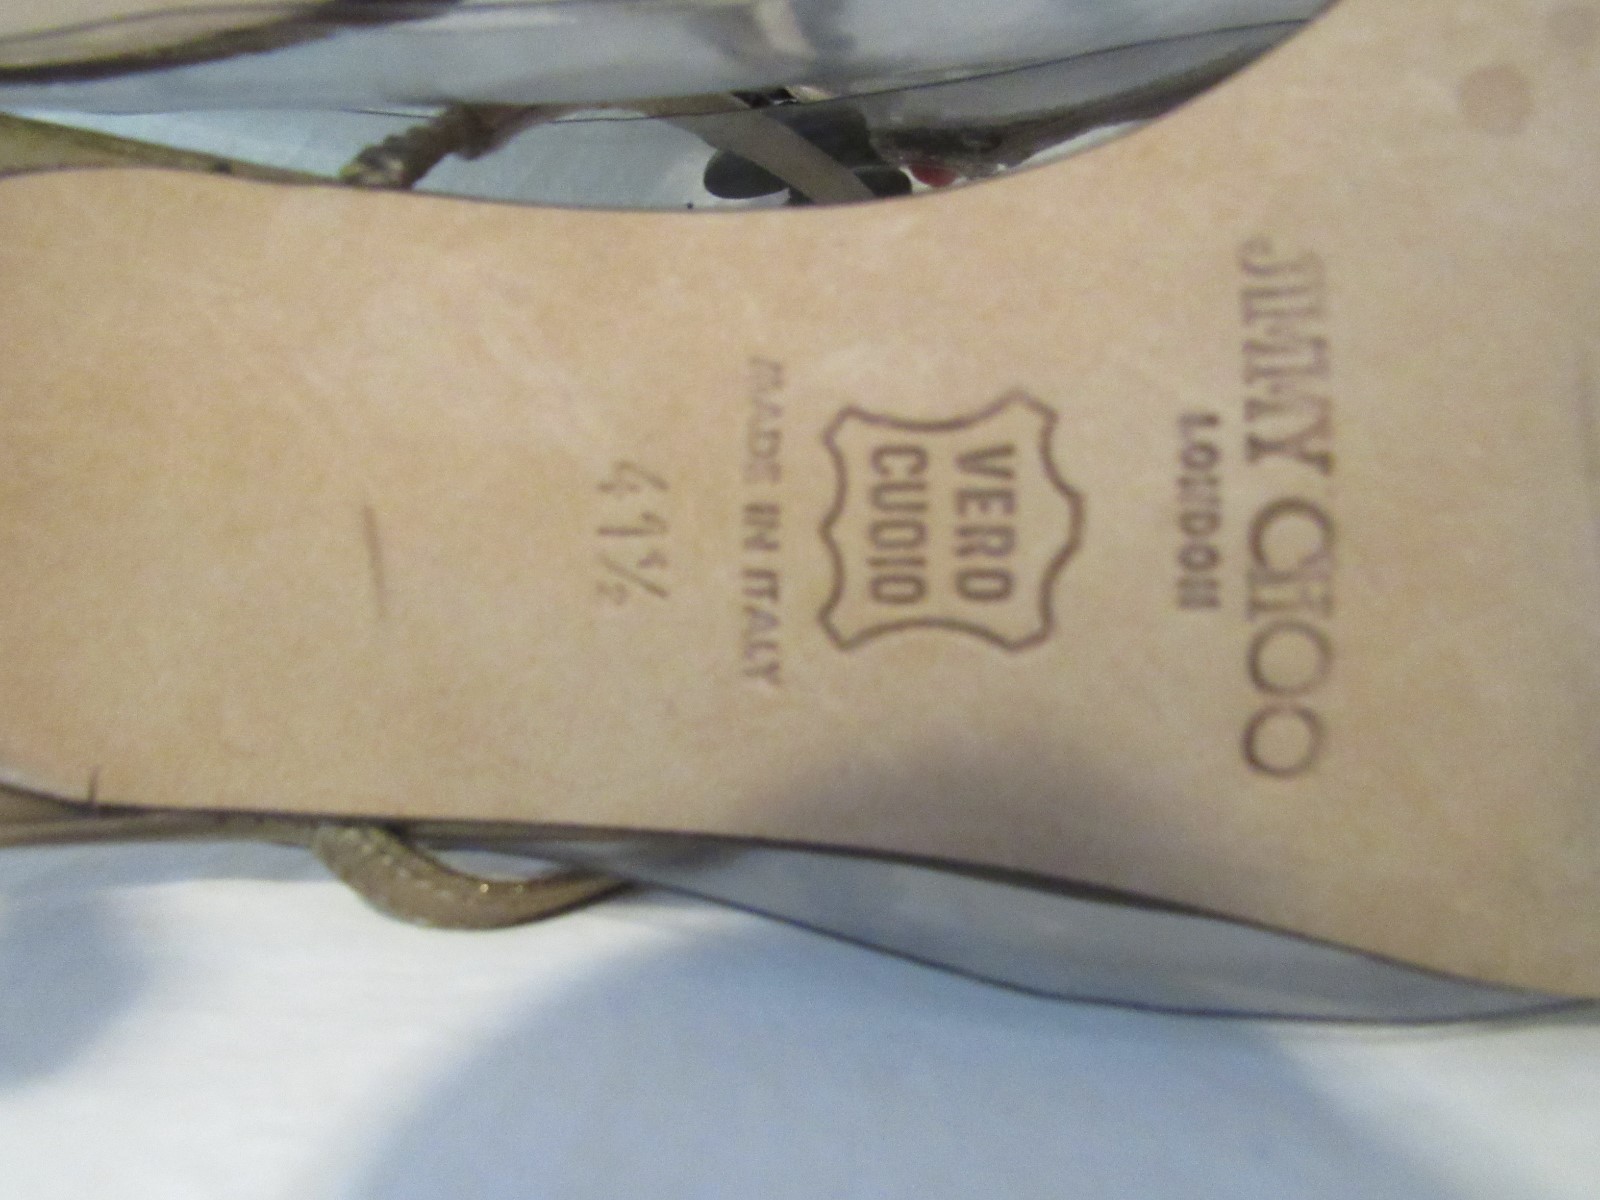 JIMMY CHOO
LONDON
VERO
CUOIO
MADE IN ITALY
41½